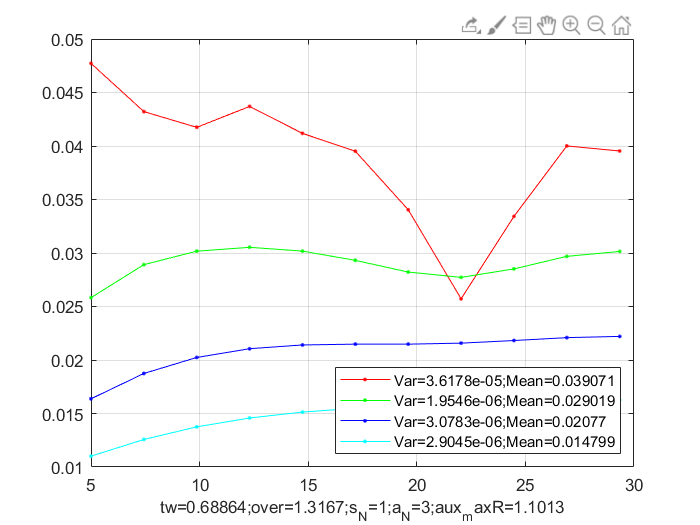 0.05
0.045
0.04
0.035
0.03
0.025
0.02
0.015
0.01
5 10 15 20 25 30
Var=3.6178e-05;Mean=0.039071
Var=1.9546e-06;Mean=0.029019
Var=3.0783e-06;Mean=0.02077
Var=2.9045e-06;Mean=0.014799
tw=0.68864;over=1.3167;s_N=1;a_N=3;aux_maxR=1.1013